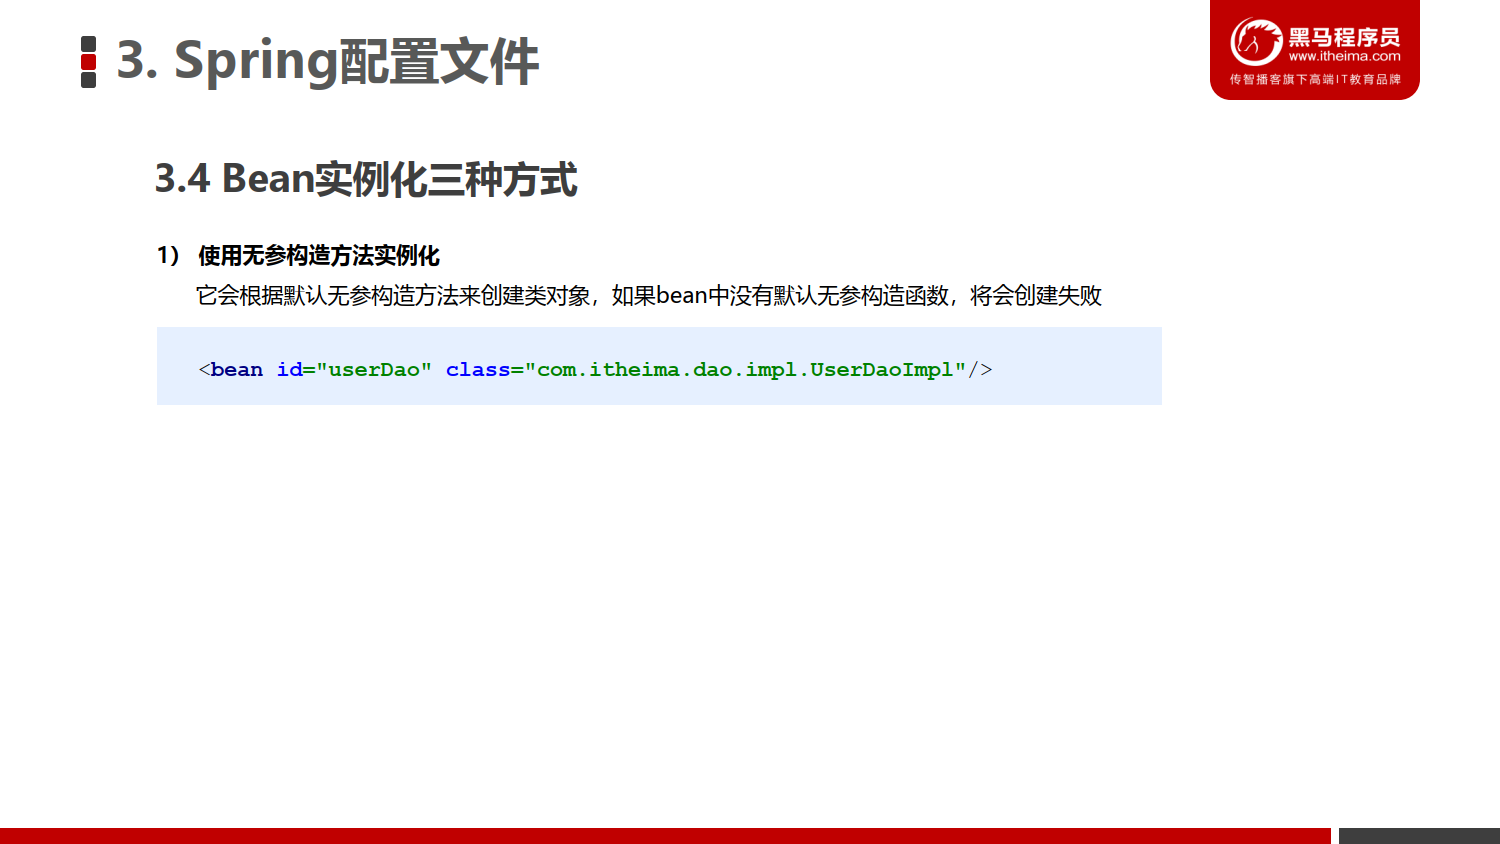 3. Spring配置文件
黑马程序员
www.itheima.com
传智播客旗下高端IT教育品牌
3.4 Bean实例化三种方式
1） 使用无参构造方法实例化
它会根据默认无参构造方法来创建类对象，如果bean中没有默认无参构造函数，将会创建失败
<bean id="userDao" class="com.itheima.dao.impl.UserDaoImpl"/>